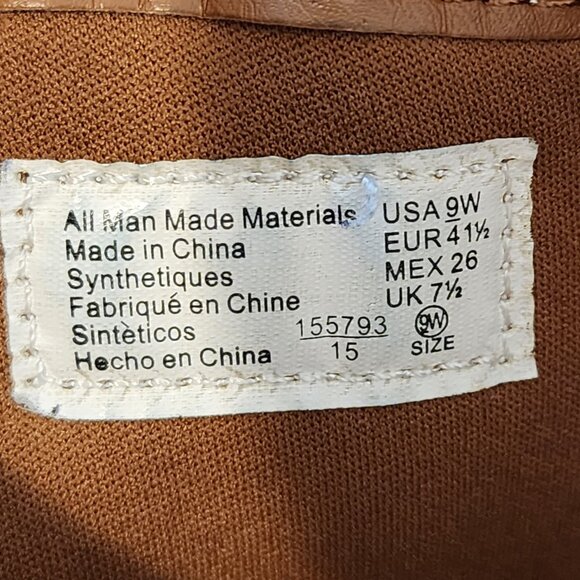 All Man Made Materials
Made in China
Synthetiques
Fabriqué en Chine
Sintèticos
Hecho en China
155793
15
USA 9W
EUR 41½
MEX 26
UK 7½
9W
SIZE